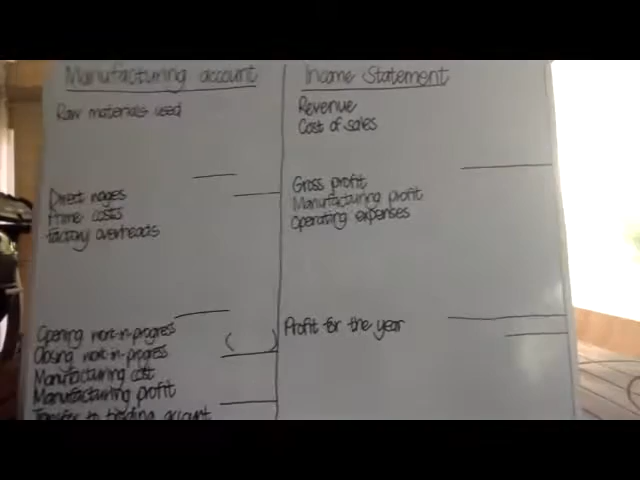 Manufacturing account
Raw materials used
Direct wages
Prime costs
Factory overheads
Opening work-in-progress
Closing work-in-progress
( )
Manufacturing cost
Manufacturing profit
Transfer to trading account
Income Statement
Revenue
Cost of sales
Gross profit
Manufacturing profit
Operating expenses
Profit for the year